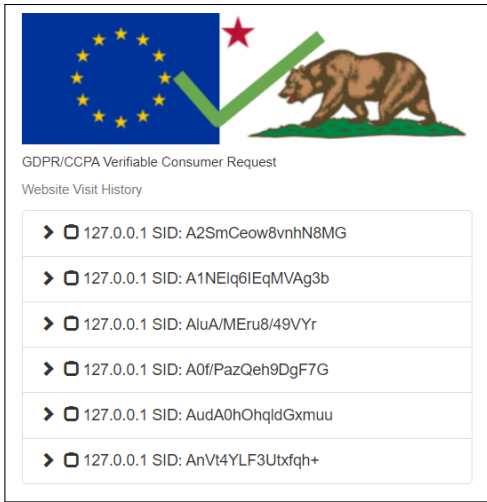 GDPR/CCPA Verifiable Consumer Request
Website Visit History
127.0.0.1 SID: A2SmCeow8vnhN8MG
127.0.0.1 SID: A1NElq6IEqMVAg3b
127.0.0.1 SID: AluA/MEru8/49VYr
127.0.0.1 SID: A0f/PazQeh9DgF7G
127.0.0.1 SID: AudA0hOhqldGxmuu
127.0.0.1 SID: AnVt4YLF3Utxfqh+